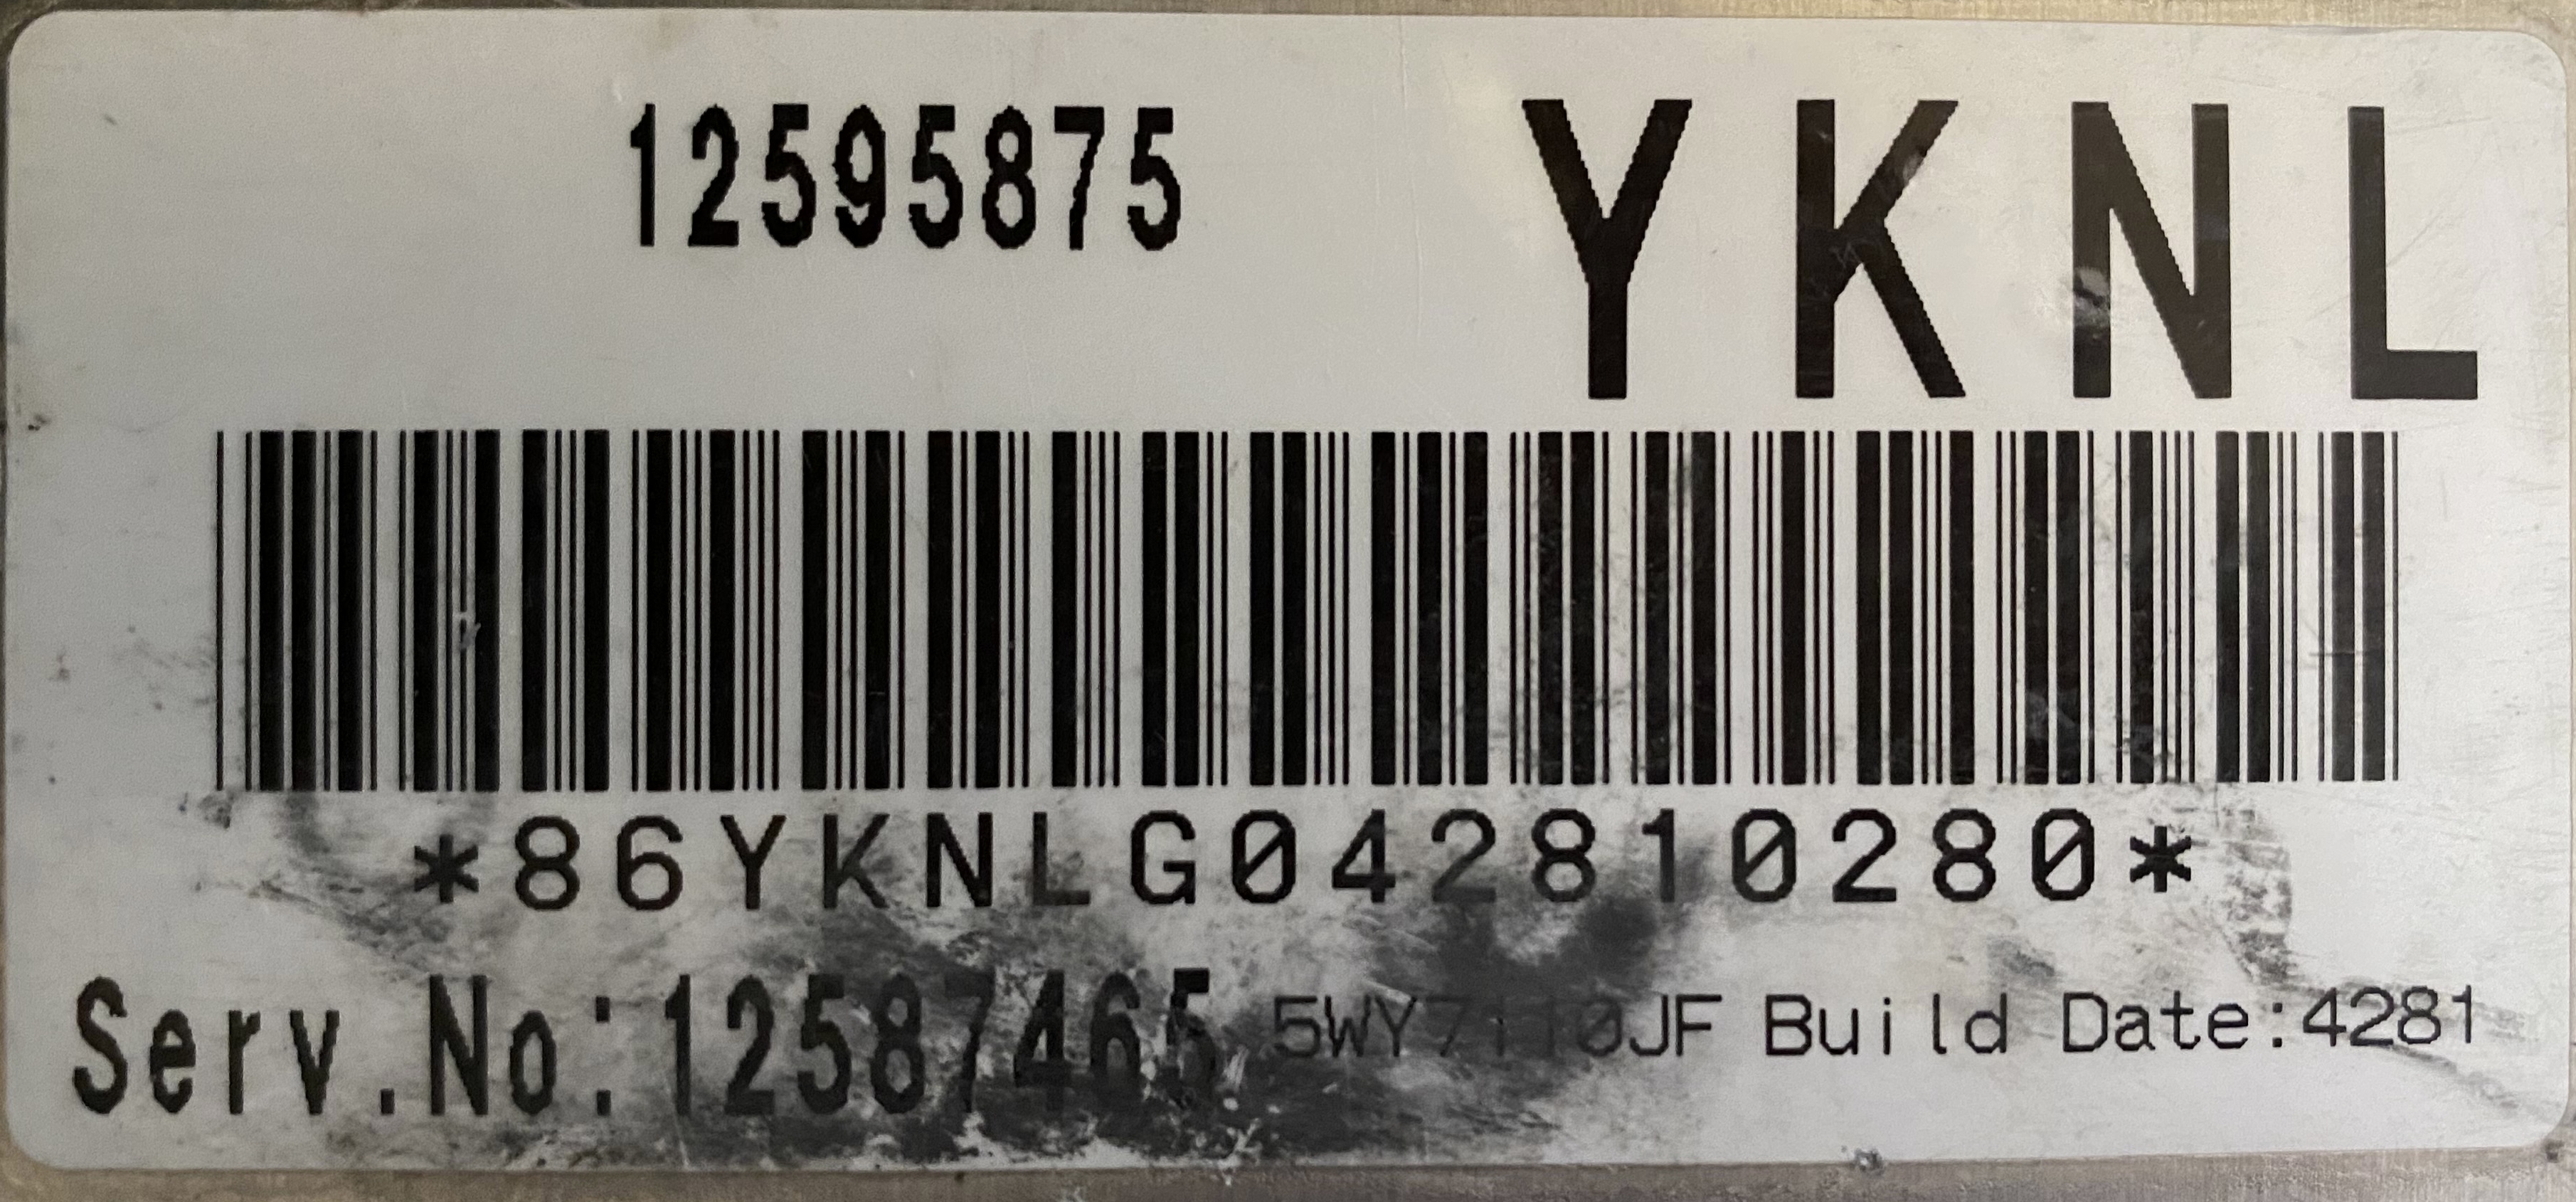 12595875 YKNL
*86YKNLG042810280*
Serv.No:12587465 Build Date:4281